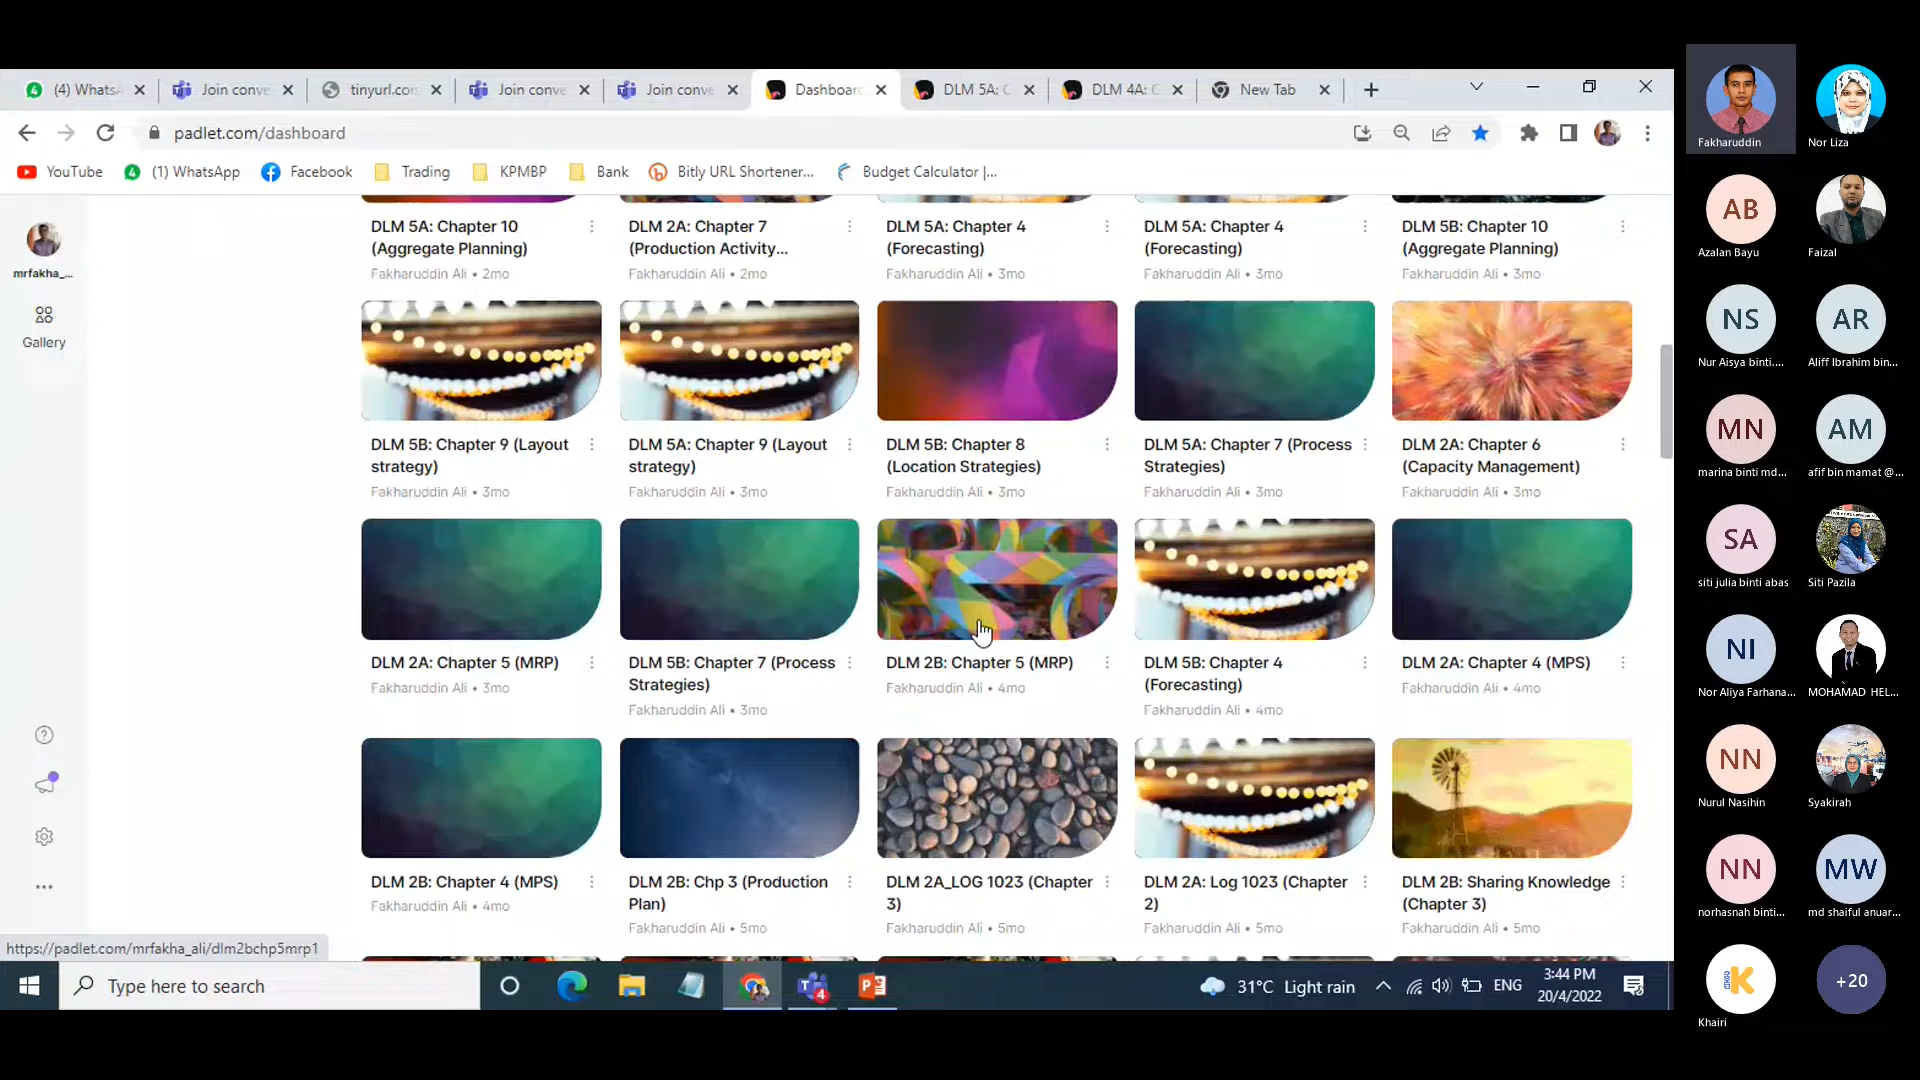 (4) Whats
Join conve
tinyurl.co
Join conve
Join conve
Dashboard
DLM 5A: C
DLM 4A: C
New Tab
padlet.com/dashboard
YouTube
(1) WhatsApp
Facebook
Trading
KPMBP
Bank
Bitly URL Shortener...
Budget Calculator |...
mrfakha_...
Gallery
DLM 5A: Chapter 10
(Aggregate Planning)
Fakharuddin Ali • 2mo
DLM 2A: Chapter 7
(Production Activity...
Fakharuddin Ali • 2mo
DLM 5A: Chapter 4
(Forecasting)
Fakharuddin Ali • 3mo
DLM 5A: Chapter 4
(Forecasting)
Fakharuddin Ali • 3mo
DLM 5B: Chapter 10
(Aggregate Planning)
Fakharuddin Ali • 3mo
DLM 5B: Chapter 9 (Layout
strategy)
Fakharuddin Ali • 3mo
DLM 5A: Chapter 9 (Layout
strategy)
Fakharuddin Ali • 3mo
DLM 5B: Chapter 8
(Location Strategies)
Fakharuddin Ali • 3mo
DLM 5A: Chapter 7 (Process
Strategies)
Fakharuddin Ali • 3mo
DLM 2A: Chapter 6
(Capacity Management)
Fakharuddin Ali • 3mo
DLM 2A: Chapter 5 (MRP)
Fakharuddin Ali • 3mo
DLM 5B: Chapter 7 (Process
Strategies)
Fakharuddin Ali • 3mo
DLM 2B: Chapter 5 (MRP)
Fakharuddin Ali • 4mo
DLM 5B: Chapter 4
(Forecasting)
Fakharuddin Ali • 4mo
DLM 2A: Chapter 4 (MPS)
Fakharuddin Ali • 4mo
DLM 2B: Chapter 4 (MPS)
Fakharuddin Ali • 4mo
DLM 2B: Chp 3 (Production
Plan)
Fakharuddin Ali • 5mo
DLM 2A_LOG 1023 (Chapter
3)
Fakharuddin Ali • 5mo
DLM 2A: Log 1023 (Chapter
2)
Fakharuddin Ali • 5mo
DLM 2B: Sharing Knowledge
(Chapter 3)
Fakharuddin Ali • 5mo
https://padlet.com/mrfakha_ali/dlm2bchp5mrp1
Type here to search
4
31°C Light rain
ENG
3:44 PM
20/4/2022
Fakharuddin
Nor Liza
AB
Azalan Bayu
Faizal
NS
Nur Aisya binti....
AR
Aliff Ibrahim bin...
MN
marina binti md...
AM
afif bin mamat @...
SA
siti julia binti abas
Siti Pazila
NI
Nor Aliya Farhana...
MOHAMAD HEL...
NN
Nurul Nasihin
Syakirah
NN
norhasnah binti...
MW
md shaiful anuar...
K
Khairi
+20